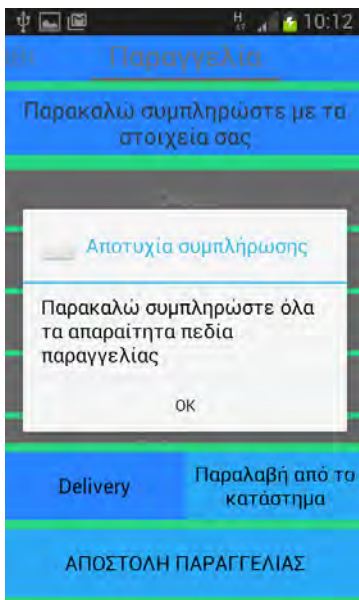 10:12
Παραγγελία
Παρακαλώ συμπληρώστε με τα
στοιχεία σας
Αποτυχία συμπλήρωσης
Παρακαλώ συμπληρώστε όλα
τα απαραίτητα πεδία
παραγγελίας
OK
Delivery
Παραλαβή από το
κατάστημα
ΑΠΟΣΤΟΛΗ ΠΑΡΑΓΓΕΛΙΑΣ